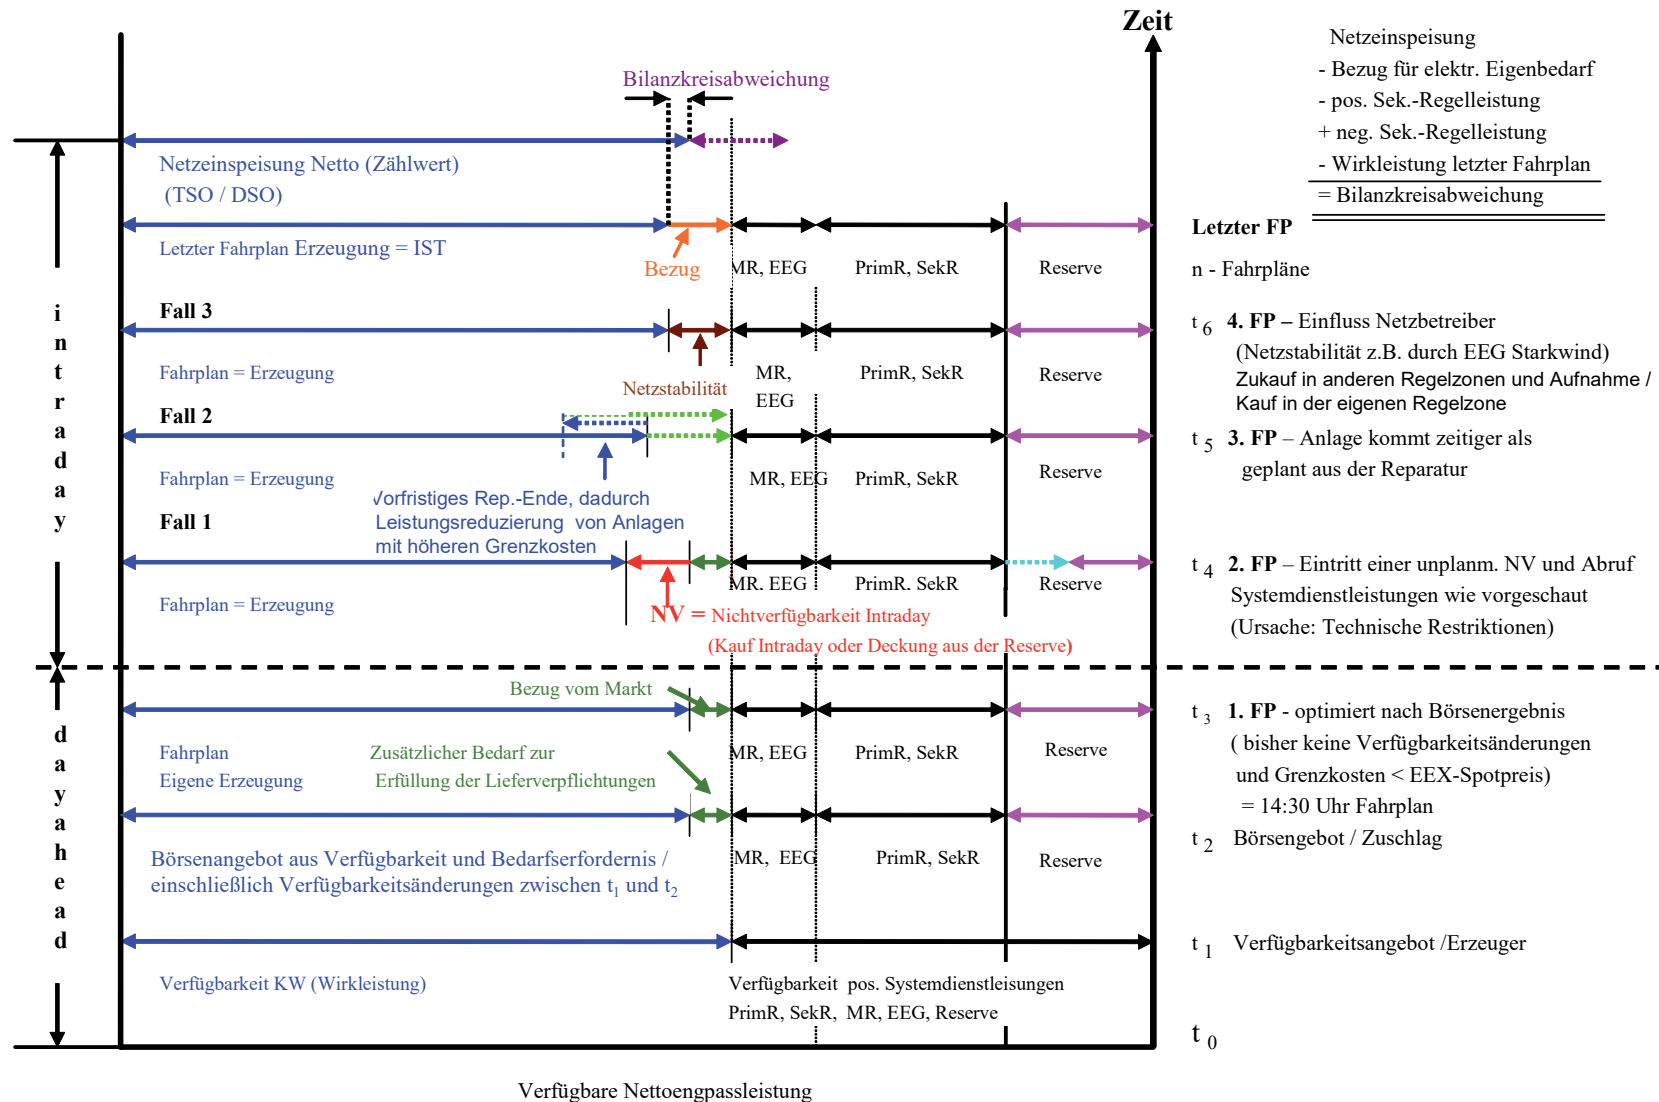 Zeit
Netzeinspeisung
- Bezug für elektr. Eigenbedarf
- pos. Sek.-Regelleistung
+ neg. Sek.-Regelleistung
- Wirkleistung letzter Fahrplan
= Bilanzkreisabweichung
Bilanzkreisabweichung
Netzeinspeisung Netto (Zählwert)
(TSO / DSO)
Letzter Fahrplan Erzeugung = IST
Bezug
MR, EEG
PrimR, SekR
Reserve
Letzter FP
n - Fahrpläne
intraday
Fall 3
Fahrplan = Erzeugung
Netzstabilität
MR,
EEG
PrimR, SekR
Reserve
t 6 4. FP – Einfluss Netzbetreiber
(Netzstabilität z.B. durch EEG Starkwind)
Zukauf in anderen Regelzonen und Aufnahme /
Kauf in der eigenen Regelzone
Fall 2
Fahrplan = Erzeugung
Vorfristiges Rep.-Ende, dadurch
Leistungsreduzierung von Anlagen
mit höheren Grenzkosten
MR, EEG
PrimR, SekR
Reserve
t 5 3. FP – Anlage kommt zeitiger als
geplant aus der Reparatur
Fall 1
Fahrplan = Erzeugung
NV = Nichtverfügbarkeit Intraday
(Kauf Intraday oder Deckung aus der Reserve)
MR, EEG
PrimR, SekR
Reserve
t 4 2. FP – Eintritt einer unplanm. NV und Abruf
Systemdienstleistungen wie vorgeschaut
(Ursache: Technische Restriktionen)
dayahead
Bezug vom Markt
Fahrplan
Eigene Erzeugung
MR, EEG
PrimR, SekR
Reserve
t 3 1. FP - optimiert nach Börsenergebnis
( bisher keine Verfügbarkeitsänderungen
und Grenzkosten < EEX-Spotpreis)
= 14:30 Uhr Fahrplan
Zusätzlicher Bedarf zur
Erfüllung der Lieferverpflichtungen
Börsenangebot aus Verfügbarkeit und Bedarfserfordernis /
einschließlich Verfügbarkeitsänderungen zwischen t1 und t2
MR, EEG
PrimR, SekR
Reserve
t 2 Börsengebot / Zuschlag
Verfügbarkeit KW (Wirkleistung)
Verfügbarkeit pos. Systemdienstleisungen
PrimR, SekR, MR, EEG, Reserve
t 1 Verfügbarkeitsangebot /Erzeuger
t 0
Verfügbare Nettoengpassleistung